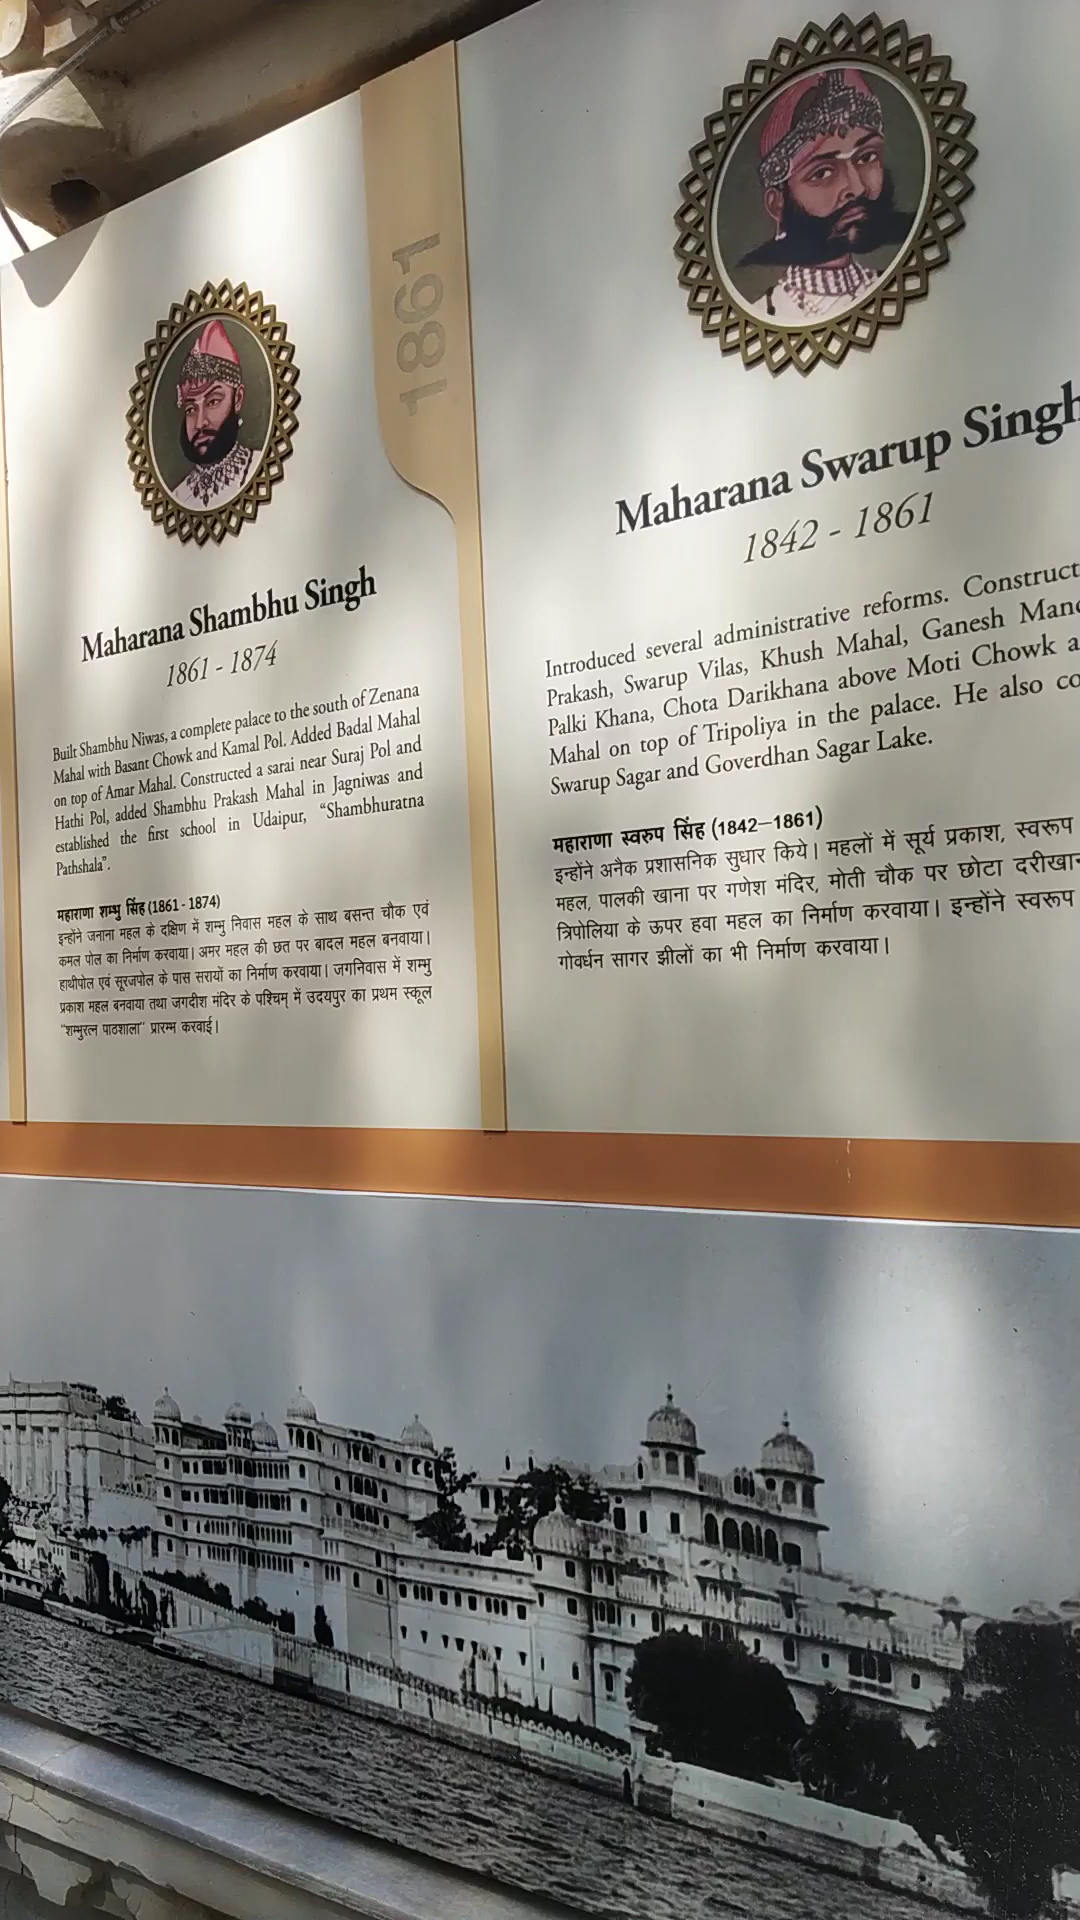 Maharana Shambhu Singh
1861 - 1874
Built Shambhu Niwas, a complete palace to the south of Zenana
Mahal with Basant Chowk and Kamal Pol. Added Badal Mahal
on top of Amar Mahal. Constructed a sarai near Suraj Pol and
Hathi Pol, added Shambhu Prakash Mahal in Jagniwas and
established the first school in Udaipur, “Shambhuratna
Pathshala”.
महाराणा शम्भु सिंह (1861 - 1874)
इन्होंने जनाना महल के दक्षिण में शम्भु निवास महल के साथ बसन्त चौक एवं
कमल पोल का निर्माण करवाया। अमर महल की छत पर बादल महल बनवाया।
हाथीपोल एवं सूरजपोल के पास सरायों का निर्माण करवाया। जगनिवास में शम्भु
प्रकाश महल बनवाया तथा जगदीश मंदिर के पश्चिम् में उदयपुर का प्रथम स्कूल
“शम्भुरत्न पाठशाला” प्रारम्भ करवाई।
1861
Maharana Swarup Singh
1842 - 1861
Introduced several administrative reforms. Construct
Prakash, Swarup Vilas, Khush Mahal, Ganesh Mand
Palki Khana, Chota Darikhana above Moti Chowk a
Mahal on top of Tripoliya in the palace. He also co
Swarup Sagar and Goverdhan Sagar Lake.
महाराणा स्वरुप सिंह (1842–1861)
इन्होंने अनैक प्रशासनिक सुधार किये। महलों में सूर्य प्रकाश, स्वरूप
महल, पालकी खाना पर गणेश मंदिर, मोती चौक पर छोटा दरीखान
त्रिपोलिया के ऊपर हवा महल का निर्माण करवाया। इन्होंने स्वरूप
गोवर्धन सागर झीलों का भी निर्माण करवाया।